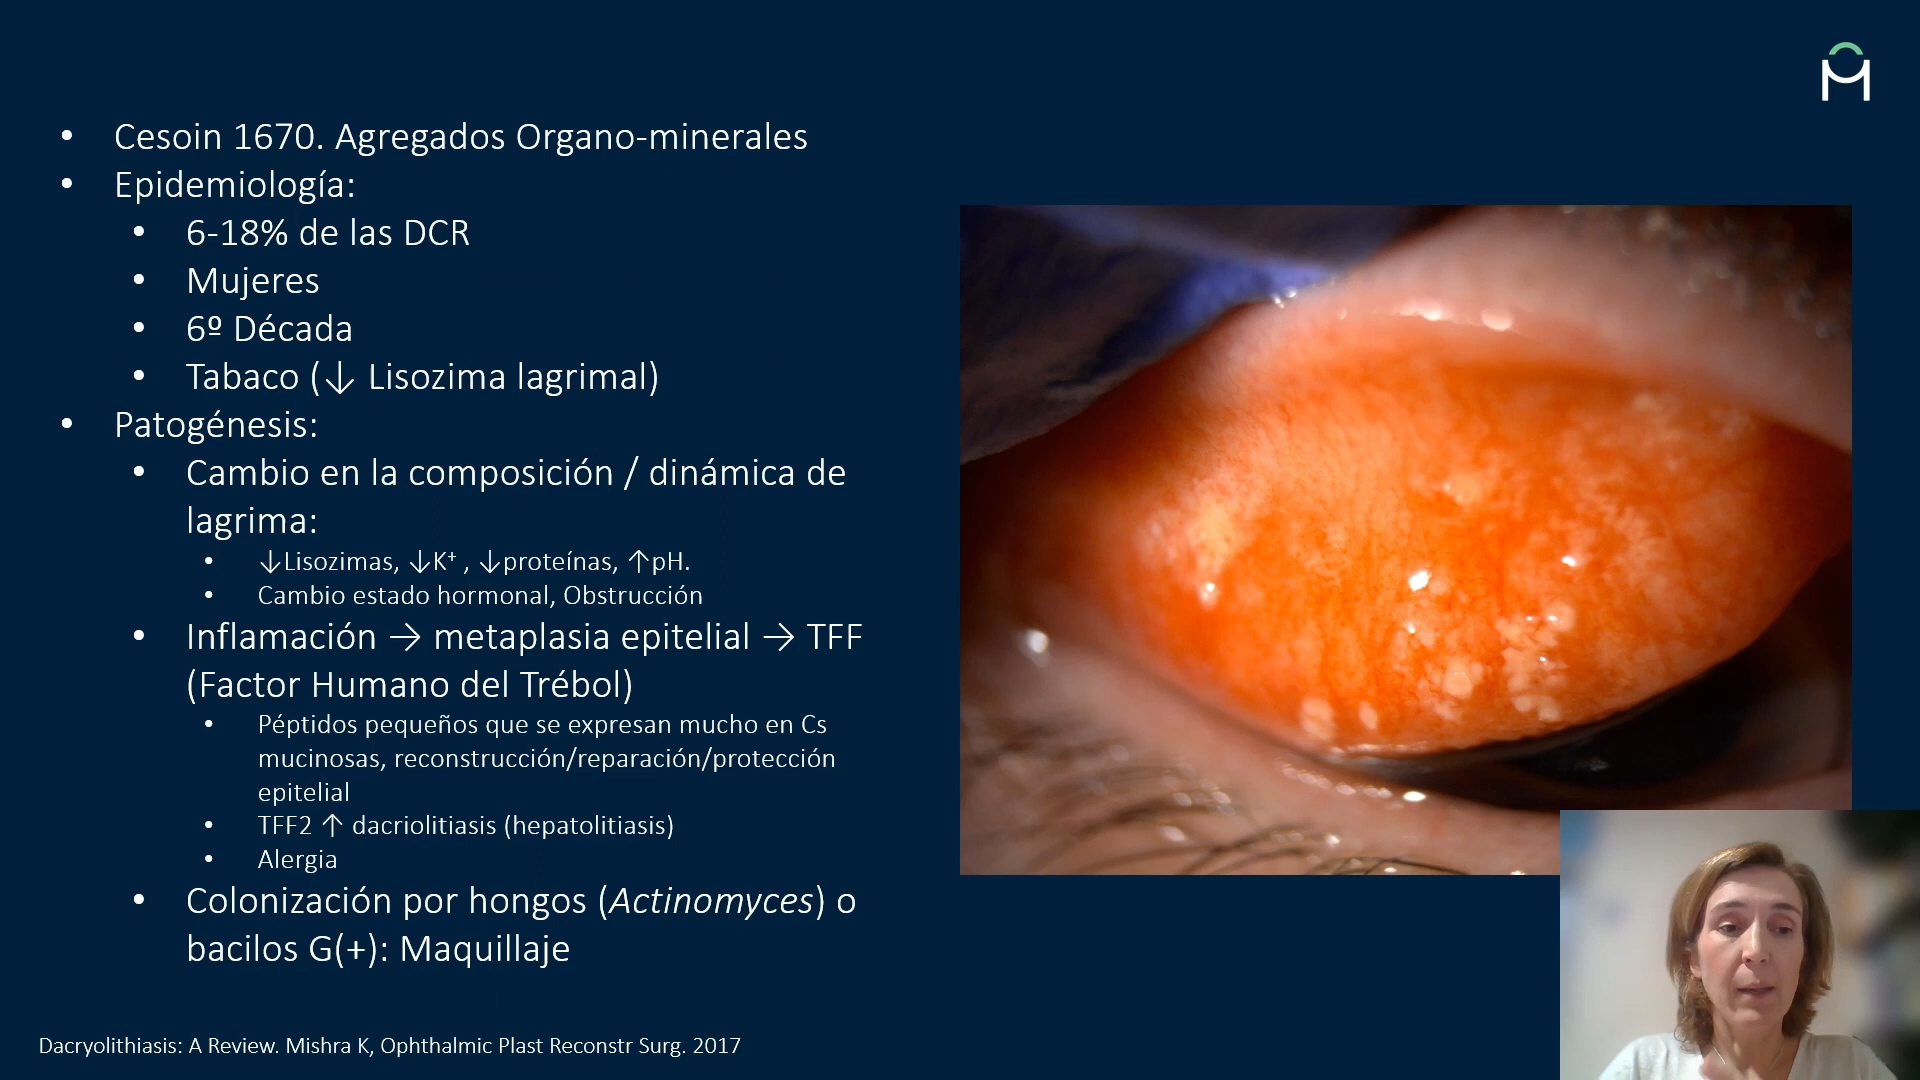 • Cesoin 1670. Agregados Organo-minerales
• Epidemiología:
• 6-18% de las DCR
• Mujeres
• 6º Década
• Tabaco (↓ Lisozima lagrimal)
• Patogénesis:
• Cambio en la composición / dinámica de
lagrima:
• ↓Lisozimas, ↓K⁺ , ↓proteínas, ↑pH.
• Cambio estado hormonal, Obstrucción
• Inflamación → metaplasia epitelial → TFF
(Factor Humano del Trébol)
• Péptidos pequeños que se expresan mucho en Cs
mucinosas, reconstrucción/reparación/protección
epitelial
• TFF2 ↑ dacriolitiasis (hepatolitiasis)
• Alergia
• Colonización por hongos (Actinomyces) o
bacilos G(+): Maquillaje
Dacryolithiasis: A Review. Mishra K, Ophthalmic Plast Reconstr Surg. 2017